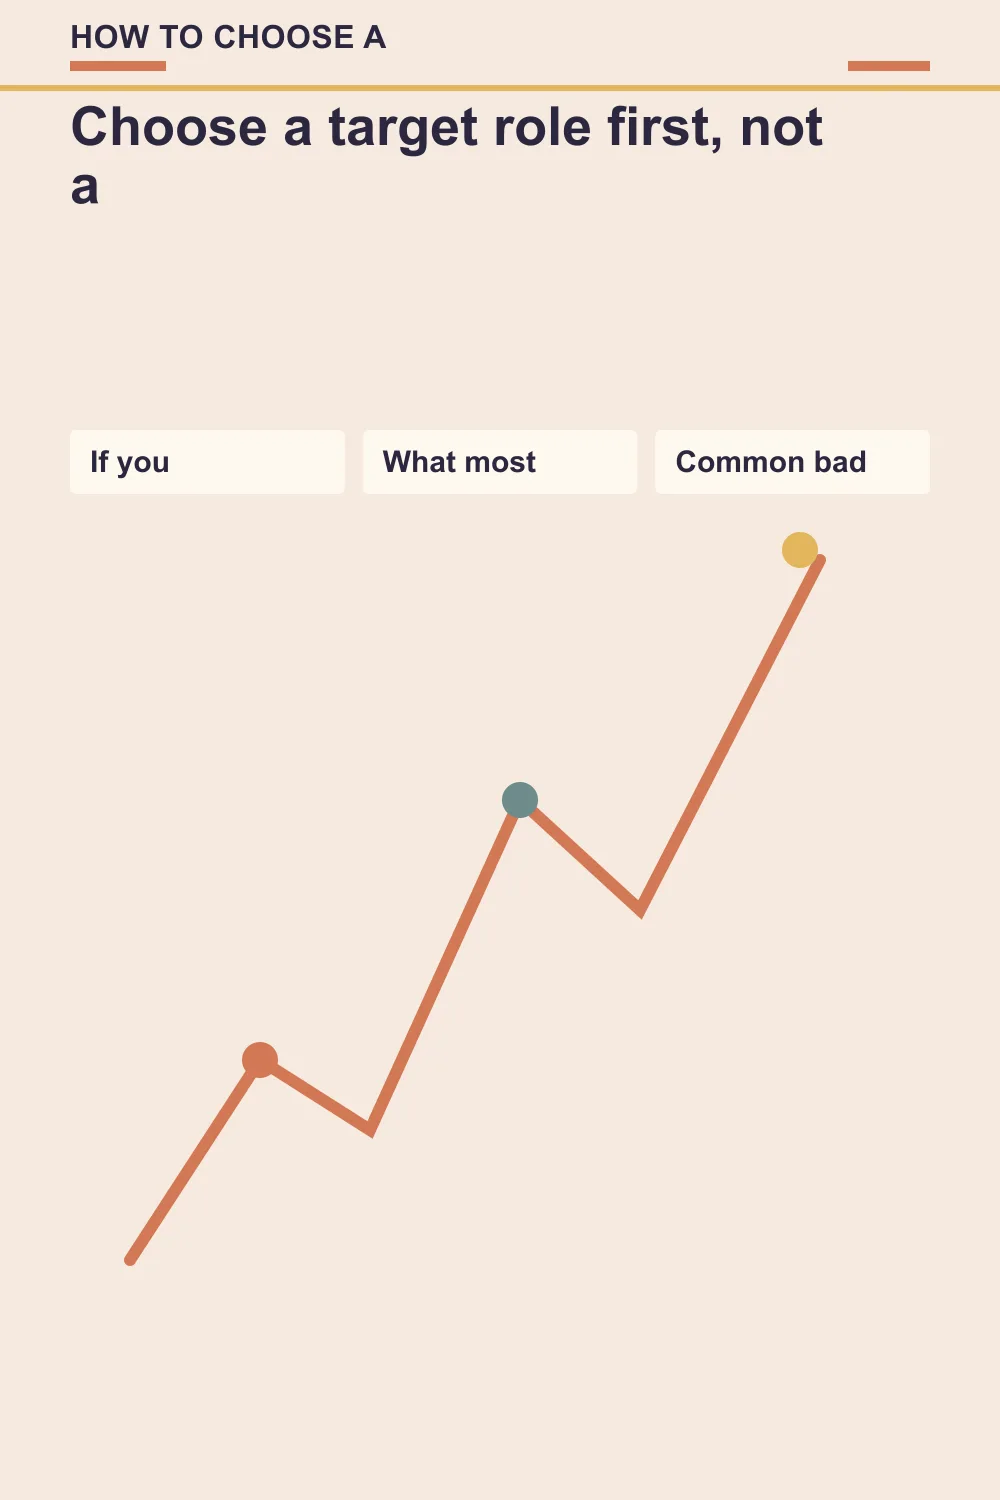 HOW TO CHOOSE A
Choose a target role first, not
a
If you
What most
Common bad